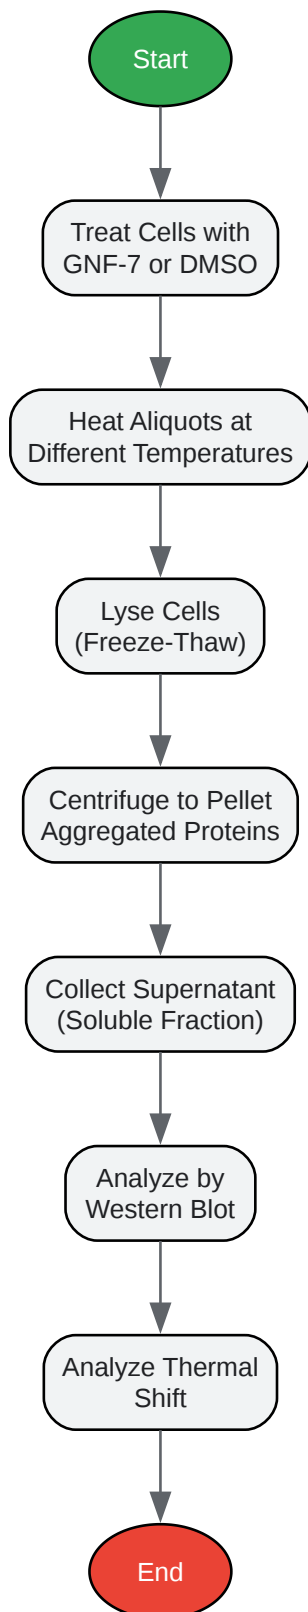 Start
Treat Cells with
GNF-7 or DMSO
Heat Aliquots at
Different Temperatures
Lyse Cells
(Freeze-Thaw)
Centrifuge to Pellet
Aggregated Proteins
Collect Supernatant
(Soluble Fraction)
Analyze by
Western Blot
Analyze Thermal
Shift
End